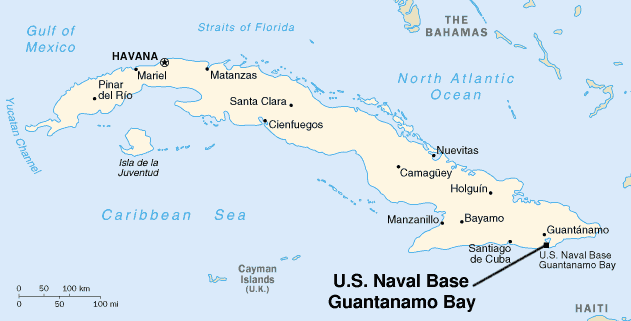 Gulf of
Mexico
Straits of Florida
THE
BAHAMAS
HAVANA
Mariel
Matanzas
Pinar
del Río
North Atlantic
Ocean
Santa Clara
Cienfuegos
Yucatan Channel
Isla de la
Juventud
Nuevitas
Camagüey
Holguín
Caribbean Sea
Manzanillo
Bayamo
Guantánamo
Santiago
de Cuba
U.S. Naval Base
Guantanamo Bay
Cayman
Islands
(U.K.)
U.S. Naval Base
Guantanamo Bay
0 50 100 km
0 50 100 mi
HAITI